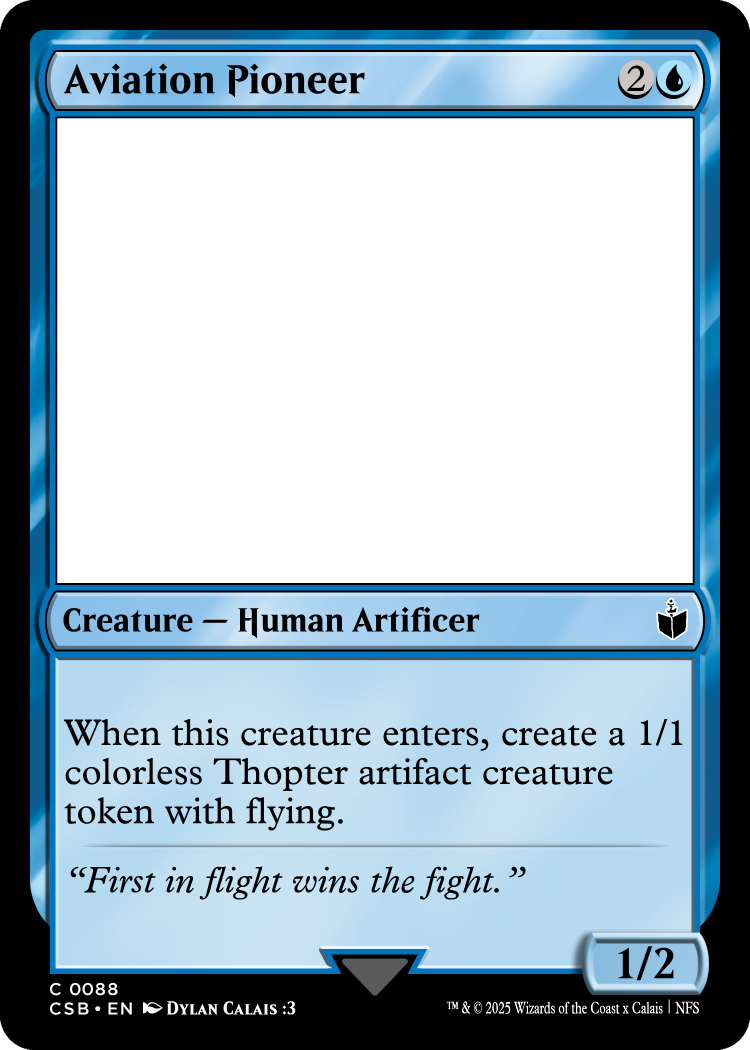 Aviation Pioneer 2
Creature — Human Artificer
When this creature enters, create a 1/1
colorless Thopter artifact creature
token with flying.
“First in flight wins the fight.”
1/2
C 0088
CSB • EN Dylan Calais :3
™ & © 2025 Wizards of the Coast x Calais | NFS